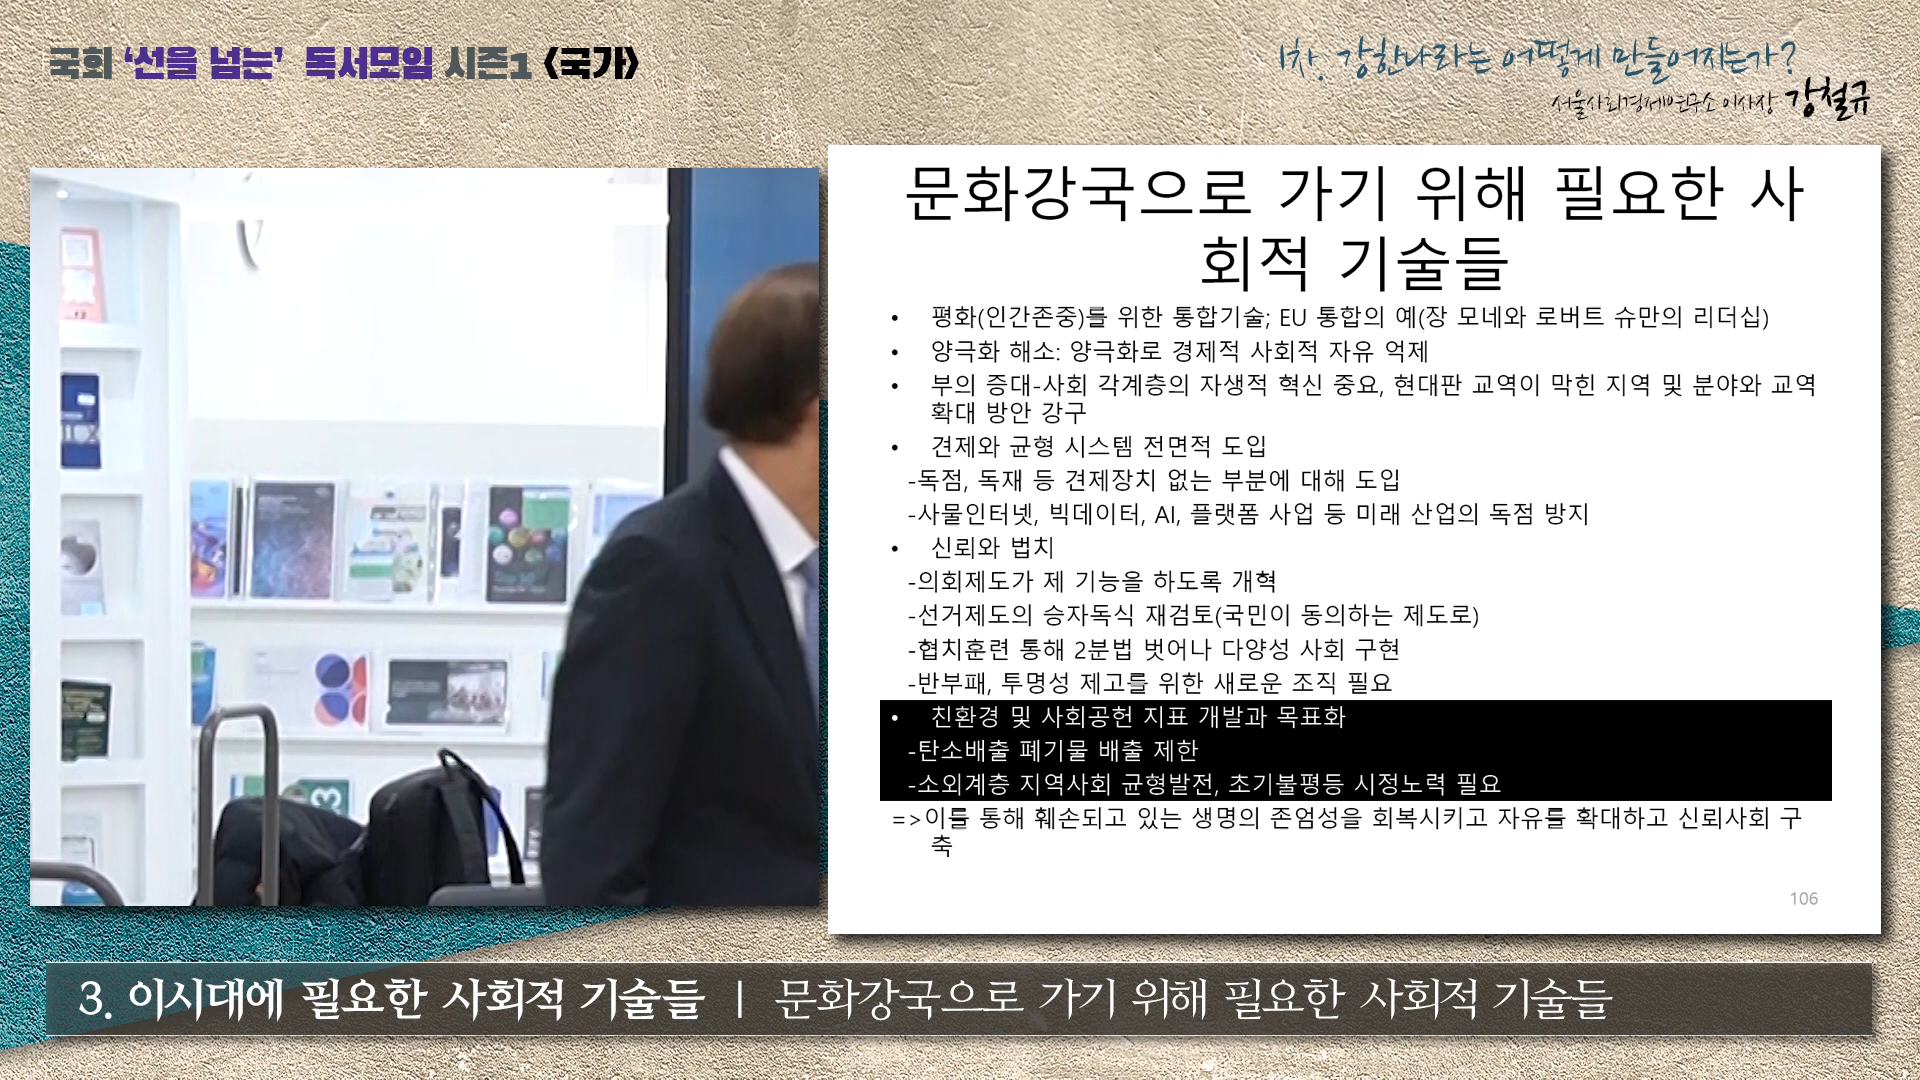 국회 ‘선을 넘는’ 독서모임 시즌1 〈국가〉
1차. 강한나라는 어떻게 만들어지는가?
서울사회경제연구소 이사장 강철규
문화강국으로 가기 위해 필요한 사
회적 기술들
• 평화(인간존중)를 위한 통합기술; EU 통합의 예(장 모네와 로버트 슈만의 리더십)
• 양극화 해소: 양극화로 경제적 사회적 자유 억제
• 부의 증대-사회 각계층의 자생적 혁신 중요, 현대판 교역이 막힌 지역 및 분야와 교역
확대 방안 강구
• 견제와 균형 시스템 전면적 도입
-독점, 독재 등 견제장치 없는 부분에 대해 도입
-사물인터넷, 빅데이터, AI, 플랫폼 사업 등 미래 산업의 독점 방지
• 신뢰와 법치
-의회제도가 제 기능을 하도록 개혁
-선거제도의 승자독식 재검토(국민이 동의하는 제도로)
-협치훈련 통해 2분법 벗어나 다양성 사회 구현
-반부패, 투명성 제고를 위한 새로운 조직 필요
• 친환경 및 사회공헌 지표 개발과 목표화
-탄소배출 폐기물 배출 제한
-소외계층 지역사회 균형발전, 초기불평등 시정노력 필요
=>이를 통해 훼손되고 있는 생명의 존엄성을 회복시키고 자유를 확대하고 신뢰사회 구
축
106
3. 이시대에 필요한 사회적 기술들 | 문화강국으로 가기 위해 필요한 사회적 기술들